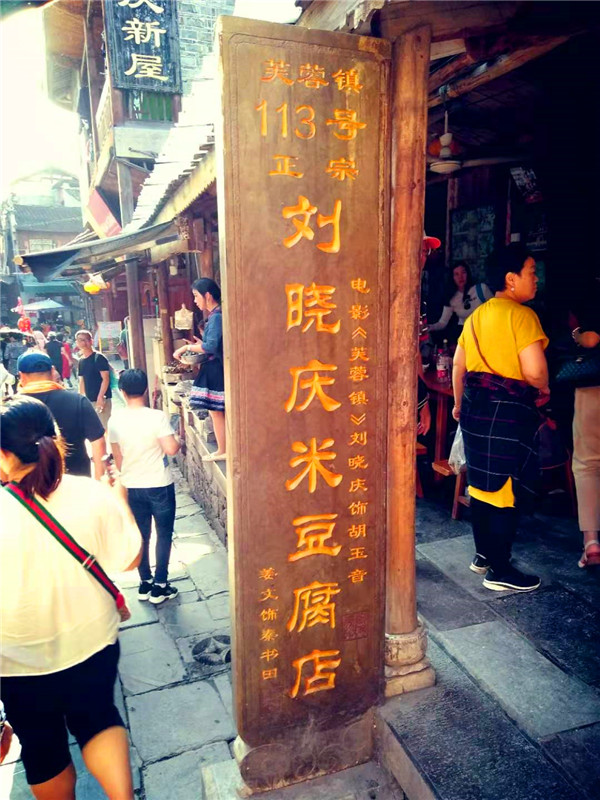 芙蓉镇
113号
正宗
刘晓庆米豆腐店
电影《芙蓉镇》刘晓庆饰胡玉音
姜文饰秦书田
庆新屋